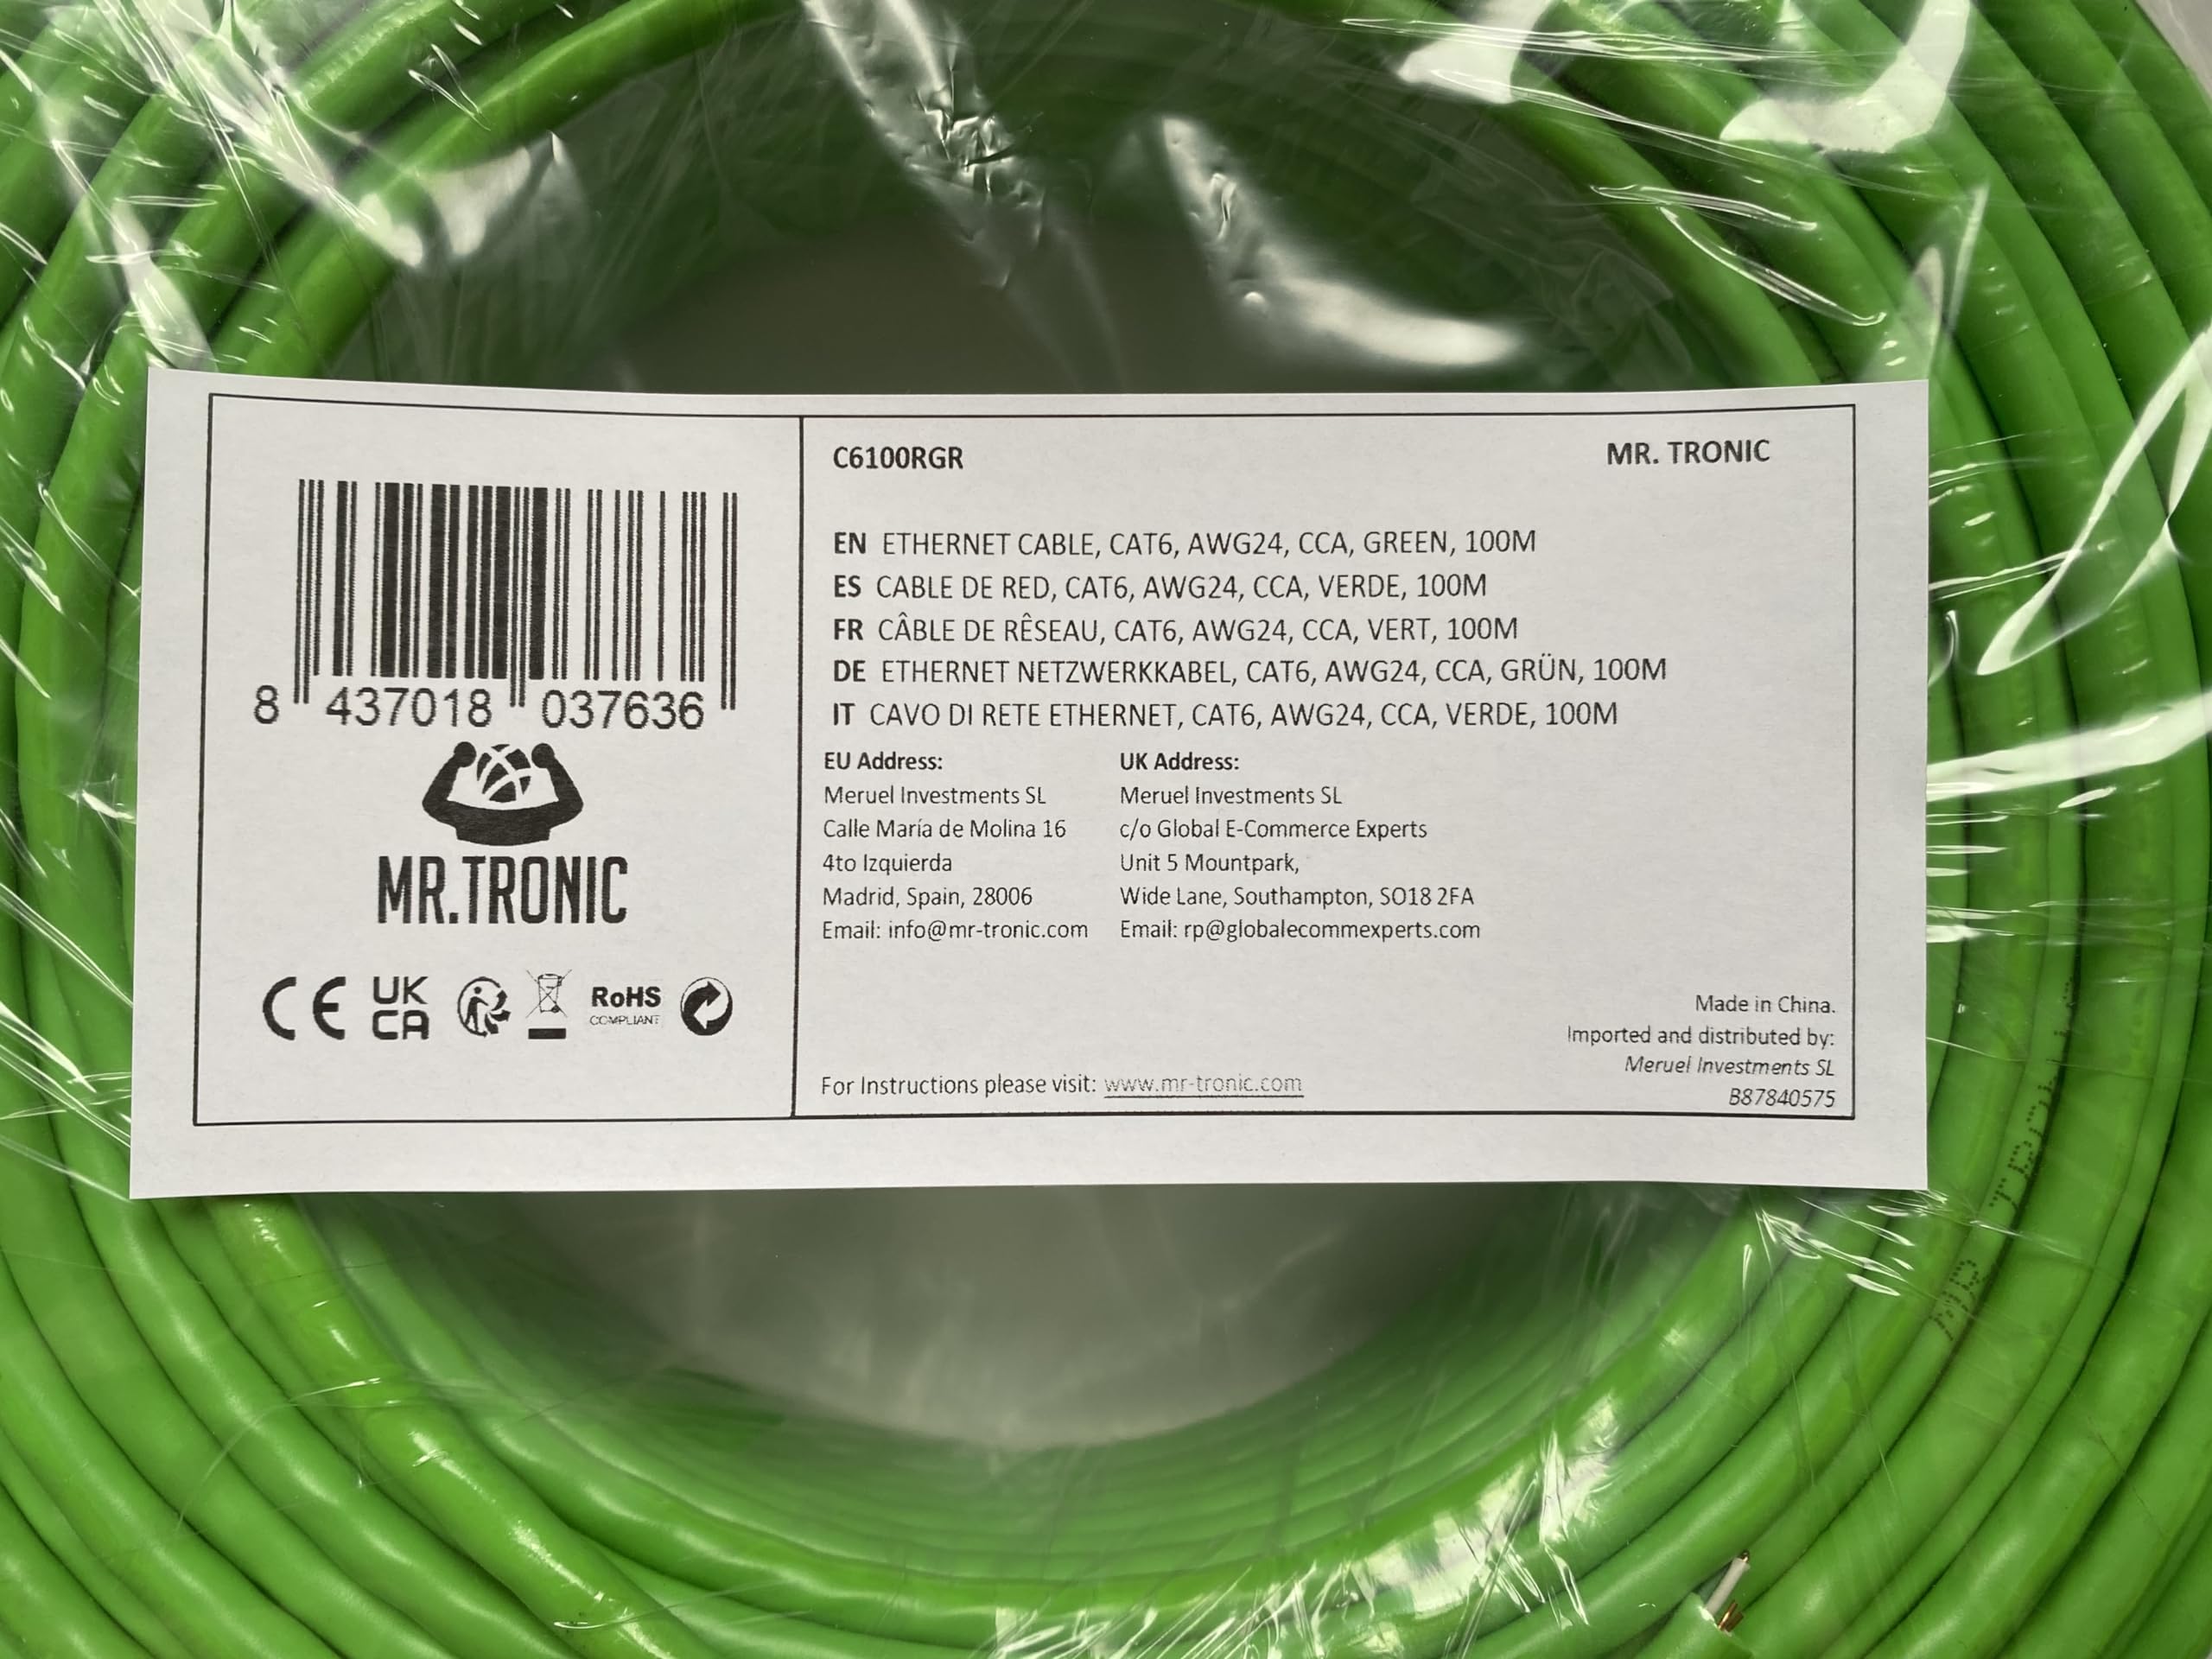 C6100RGR
MR. TRONIC
EN ETHERNET CABLE, CAT6, AWG24, CCA, GREEN, 100M
ES CABLE DE RED, CAT6, AWG24, CCA, VERDE, 100M
FR CÂBLE DE RÊSEAU, CAT6, AWG24, CCA, VERT, 100M
DE ETHERNET NETZWERKKABEL, CAT6, AWG24, CCA, GRÜN, 100M
IT CAVO DI RETE ETHERNET, CAT6, AWG24, CCA, VERDE, 100M
8 437018 037636
MR.TRONIC
CE UK CA RoHS
COMPLIANT
EU Address:
Meruel Investments SL
Calle María de Molina 16
4to Izquierda
Madrid, Spain, 28006
Email: info@mr-tronic.com
UK Address:
Meruel Investments SL
c/o Global E-Commerce Experts
Unit 5 Mountpark,
Wide Lane, Southampton, SO18 2FA
Email: rp@globalecommexperts.com
For Instructions please visit: www.mr-tronic.com
Made in China.
Imported and distributed by:
Meruel Investments SL
B87840575